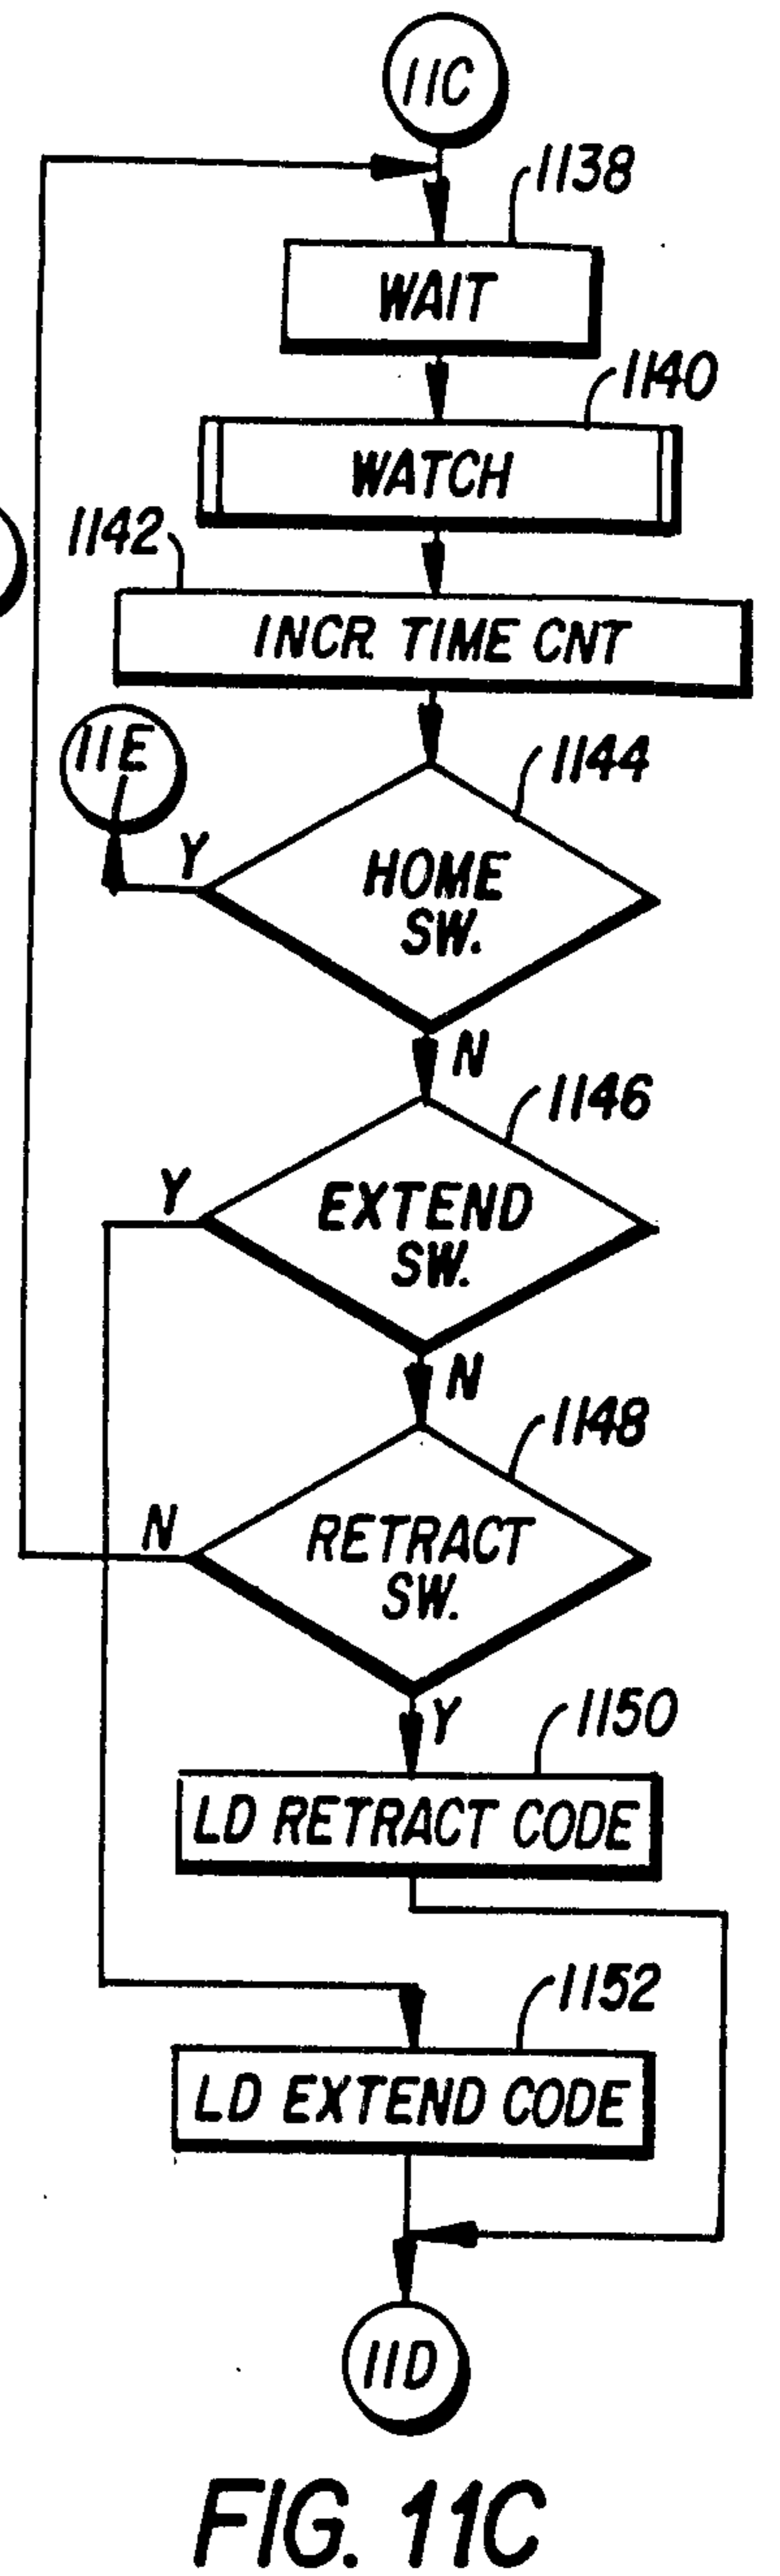 11C
1138
WAIT
1140
WATCH
1142
INCR. TIME CNT
11E
1144
Y
HOME
SW.
N
1146
Y
EXTEND
SW.
N
1148
N
RETRACT
SW.
Y
1150
LD RETRACT CODE
1152
LD EXTEND CODE
11D
FIG. 11C